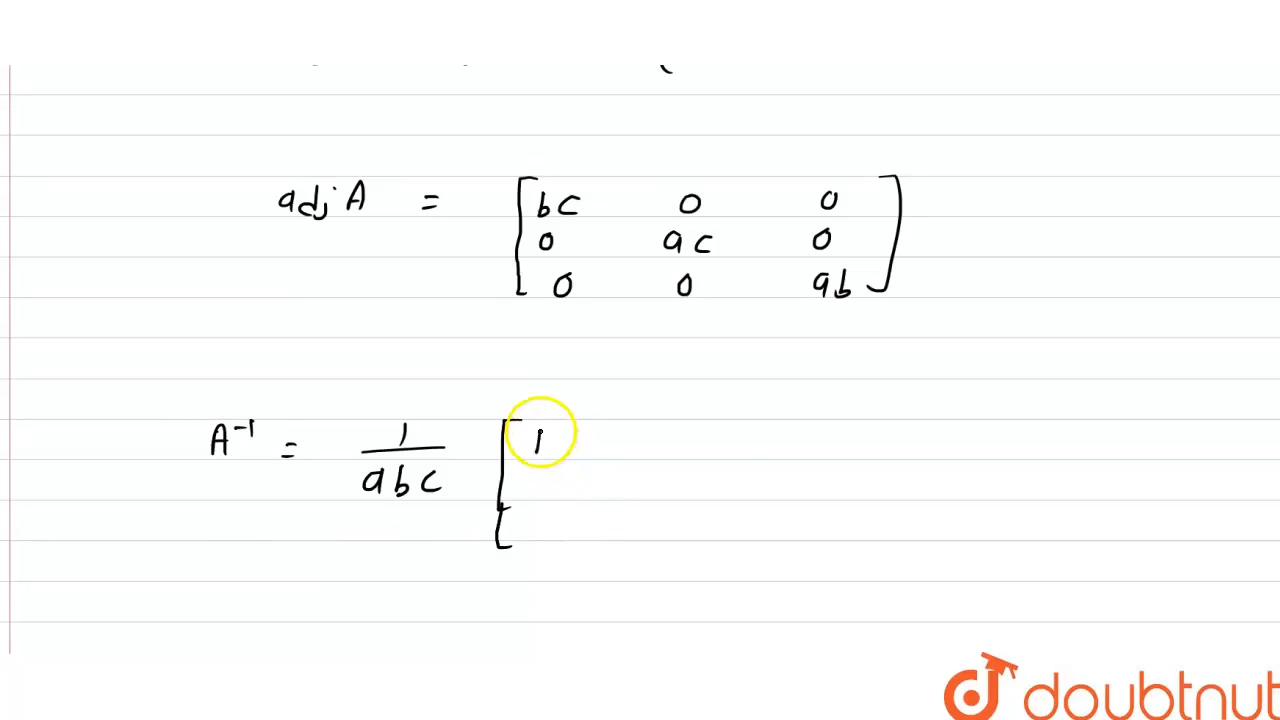 adj A = [ bc 0 0
0 ac 0
0 0 ab ]
A⁻¹ = 1/abc [ 1
doubtnut